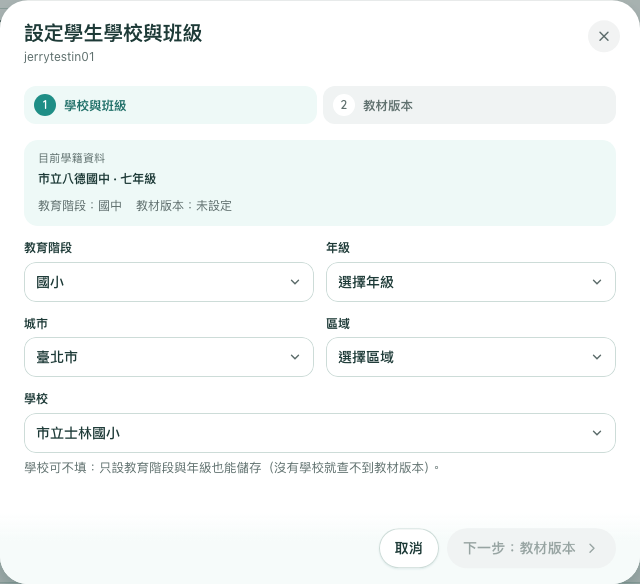 設定學生學校與班級
jerrytestin01
1 學校與班級
2 教材版本
目前學籍資料
市立八德國中 · 七年級
教育階段：國中 教材版本：未設定
教育階段 年級
國小 選擇年級
城市 區域
臺北市 選擇區域
學校
市立士林國小
學校可不填：只設教育階段與年級也能儲存（沒有學校就查不到教材版本）。
取消 下一步：教材版本